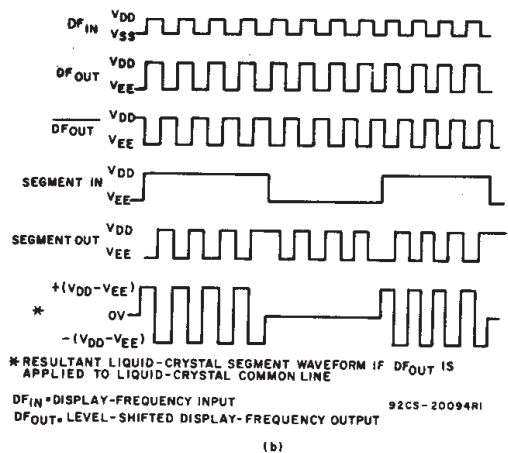 DF IN VDD
VSS
DF OUT VDD
VEE
DF OUT VDD
VEE
SEGMENT IN VDD
VEE
SEGMENT OUT VDD
VEE
+(VDD-VEE)
* OV
-(VDD-VEE)
*RESULTANT LIQUID-CRYSTAL SEGMENT WAVEFORM IF DFOUT IS
APPLIED TO LIQUID-CRYSTAL COMMON LINE
DFIN=DISPLAY-FREQUENCY INPUT 92CS-20094RI
DFOUT= LEVEL-SHIFTED DISPLAY-FREQUENCY OUTPUT
(b)